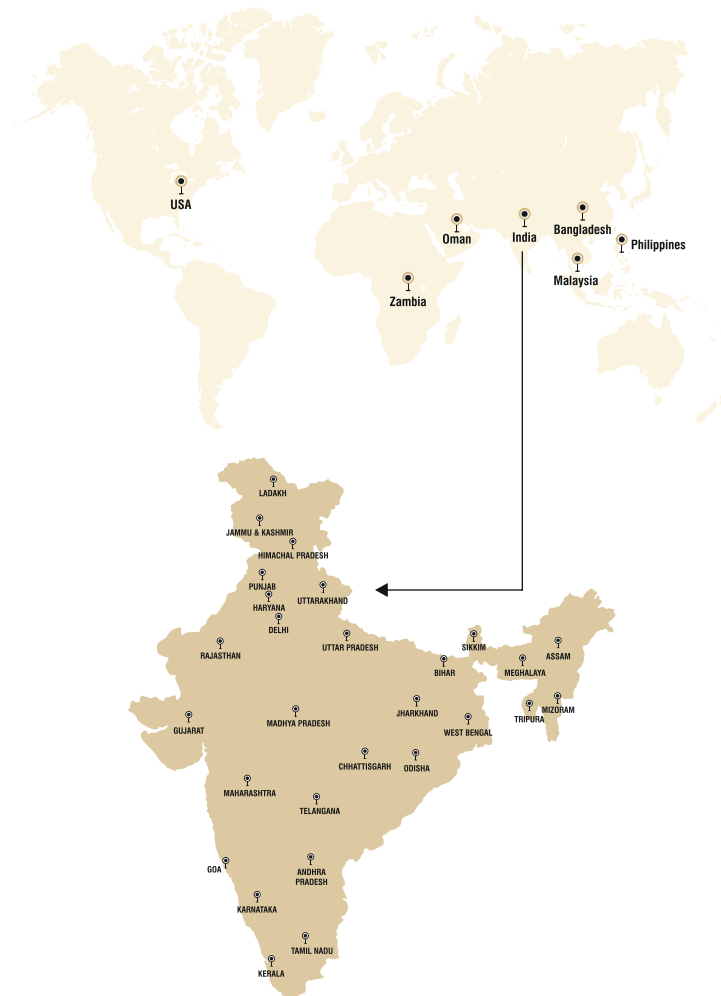 USA
Oman
India
Bangladesh
Philippines
Malaysia
Zambia
LADAKH
JAMMU & KASHMIR
HIMACHAL PRADESH
PUNJAB
HARYANA
UTTARAKHAND
DELHI
RAJASTHAN
UTTAR PRADESH
SIKKIM
BIHAR
MEGHALAYA
ASSAM
GUJARAT
MADHYA PRADESH
JHARKHAND
WEST BENGAL
TRIPURA
MIZORAM
CHHATTISGARH
ODISHA
MAHARASHTRA
TELANGANA
GOA
ANDHRA
PRADESH
KARNATAKA
TAMIL NADU
KERALA